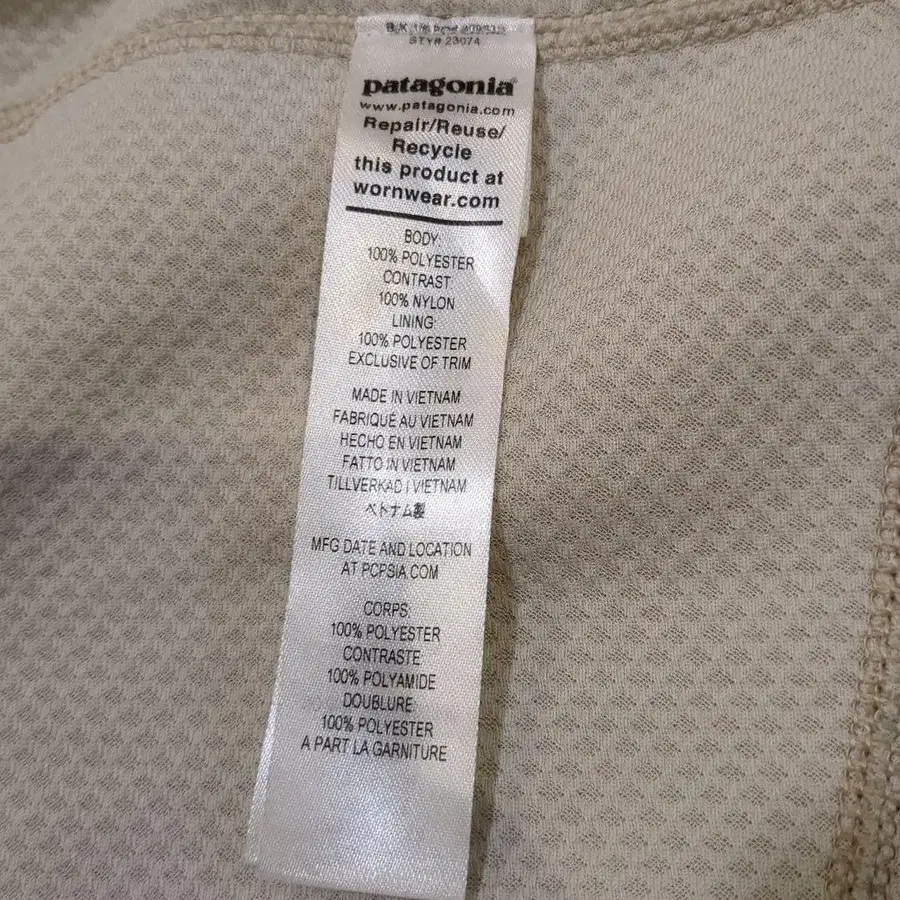 STY# 23074
patagonia®
www.patagonia.com
Repair/Reuse/
Recycle
this product at
wornwear.com
BODY:
100% POLYESTER
CONTRAST:
100% NYLON
LINING:
100% POLYESTER
EXCLUSIVE OF TRIM
MADE IN VIETNAM
FABRIQUÉ AU VIETNAM
HECHO EN VIETNAM
FATTO IN VIETNAM
TILLVERKAD I VIETNAM
ベトナム製
MFG DATE AND LOCATION
AT PCPSIA.COM
CORPS:
100% POLYESTER
CONTRASTE
100% POLYAMIDE
DOUBLURE
100% POLYESTER
A PART LA GARNITURE